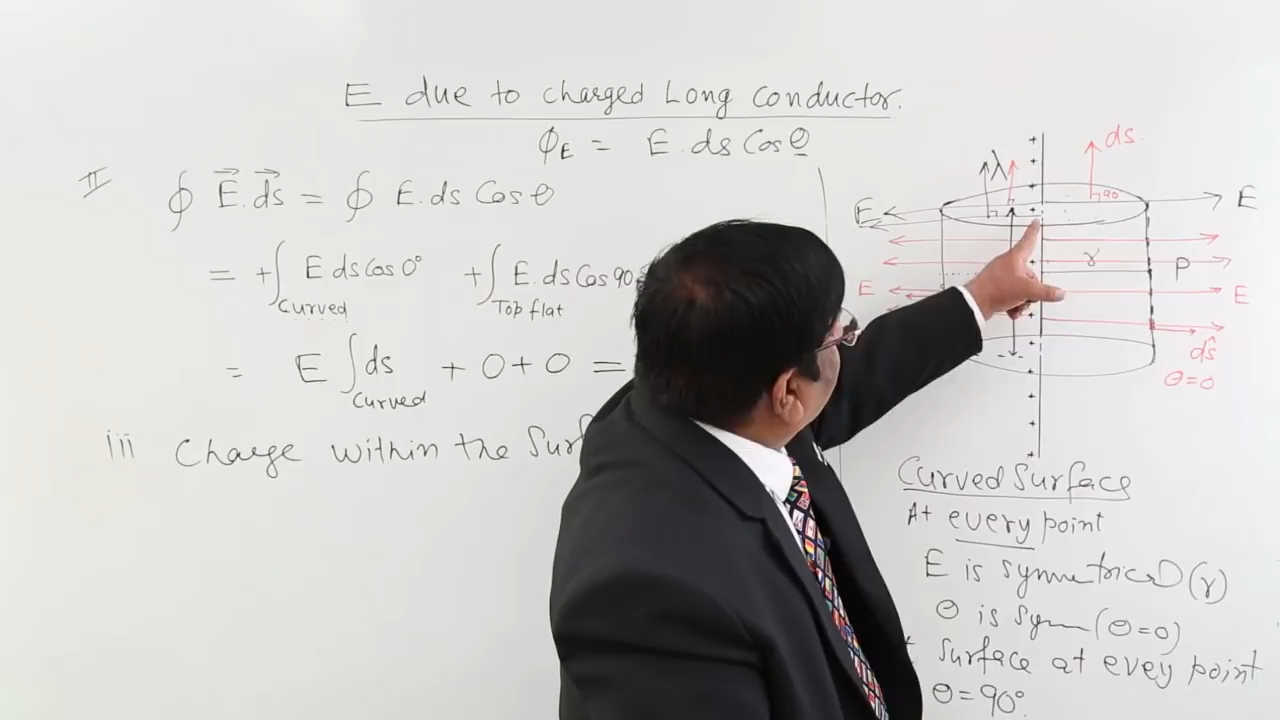 E due to charged Long conductor.
φE = E.ds Cos θ
II
∮ E⃗.ds⃗ = ∮ E.ds Cos θ
= +∫ E ds Cos 0° +∫ E.ds Cos 90
Curved Top flat
= E ∫ds + 0 + 0 =
Curved
iii Charge within the Surf
ds
λ
90
E E
r P
E E
ds
θ=0
Curved Surface
At every point
E is symmetrical (r)
θ is Sym (θ=0)
surface at evey point
θ = 90°.